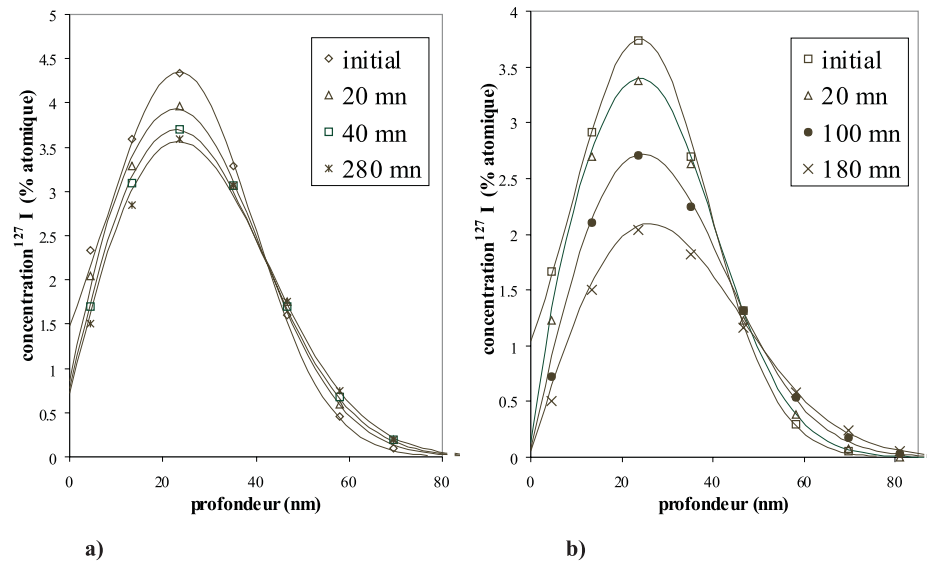 5
4.5
4
3.5
3
2.5
2
1.5
1
0.5
0
concentration 127 I (% atomique)
0 20 40 60 80
profondeur (nm)
initial
20 mn
40 mn
280 mn
a)
4
3.5
3
2.5
2
1.5
1
0.5
0
concentration 127 I (% atomique)
0 20 40 60 80
profondeur (nm)
initial
20 mn
100 mn
180 mn
b)